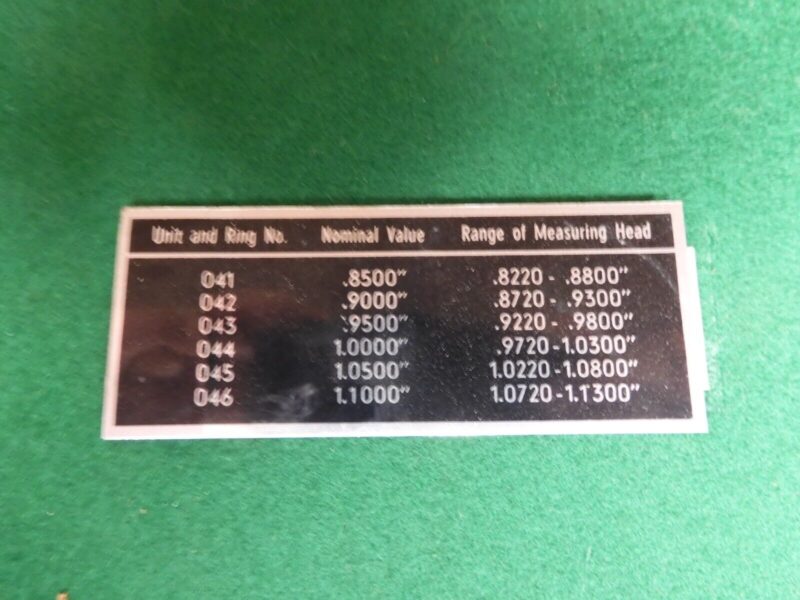 Unit and Ring No. Nominal Value Range of Measuring Head
041 .8500" .8220 - .8800"
042 .9000" .8720 - .9300"
043 .9500" .9220 - .9800"
044 1.0000" .9720 - 1.0300"
045 1.0500" 1.0220 - 1.0800"
046 1.1000" 1.0720 - 1.1300"